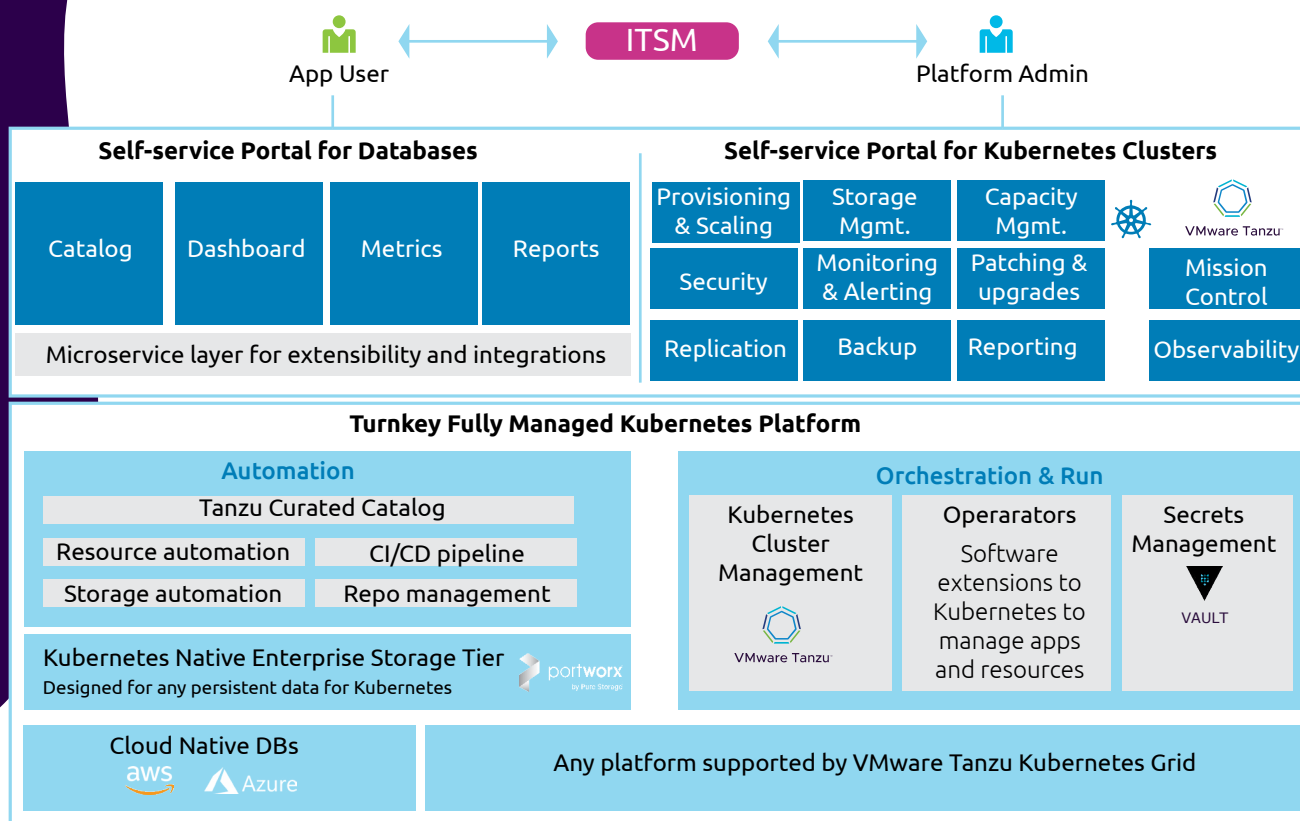 ITSM
App User
Platform Admin
Self-service Portal for Databases
Catalog
Dashboard
Metrics
Reports
Microservice layer for extensibility and integrations
Self-service Portal for Kubernetes Clusters
Provisioning
& Scaling
Storage
Mgmt.
Capacity
Mgmt.
VMware Tanzu
Security
Monitoring
& Alerting
Patching &
upgrades
Mission
Control
Replication
Backup
Reporting
Observability
Turnkey Fully Managed Kubernetes Platform
Automation
Tanzu Curated Catalog
Resource automation
CI/CD pipeline
Storage automation
Repo management
Kubernetes Native Enterprise Storage Tier
Designed for any persistent data for Kubernetes
portworx
by Pure Storage
Orchestration & Run
Kubernetes
Cluster
Management
VMware Tanzu
Operarators
Software
extensions to
Kubernetes to
manage apps
and resources
Secrets
Management
VAULT
Cloud Native DBs
aws
Azure
Any platform supported by VMware Tanzu Kubernetes Grid